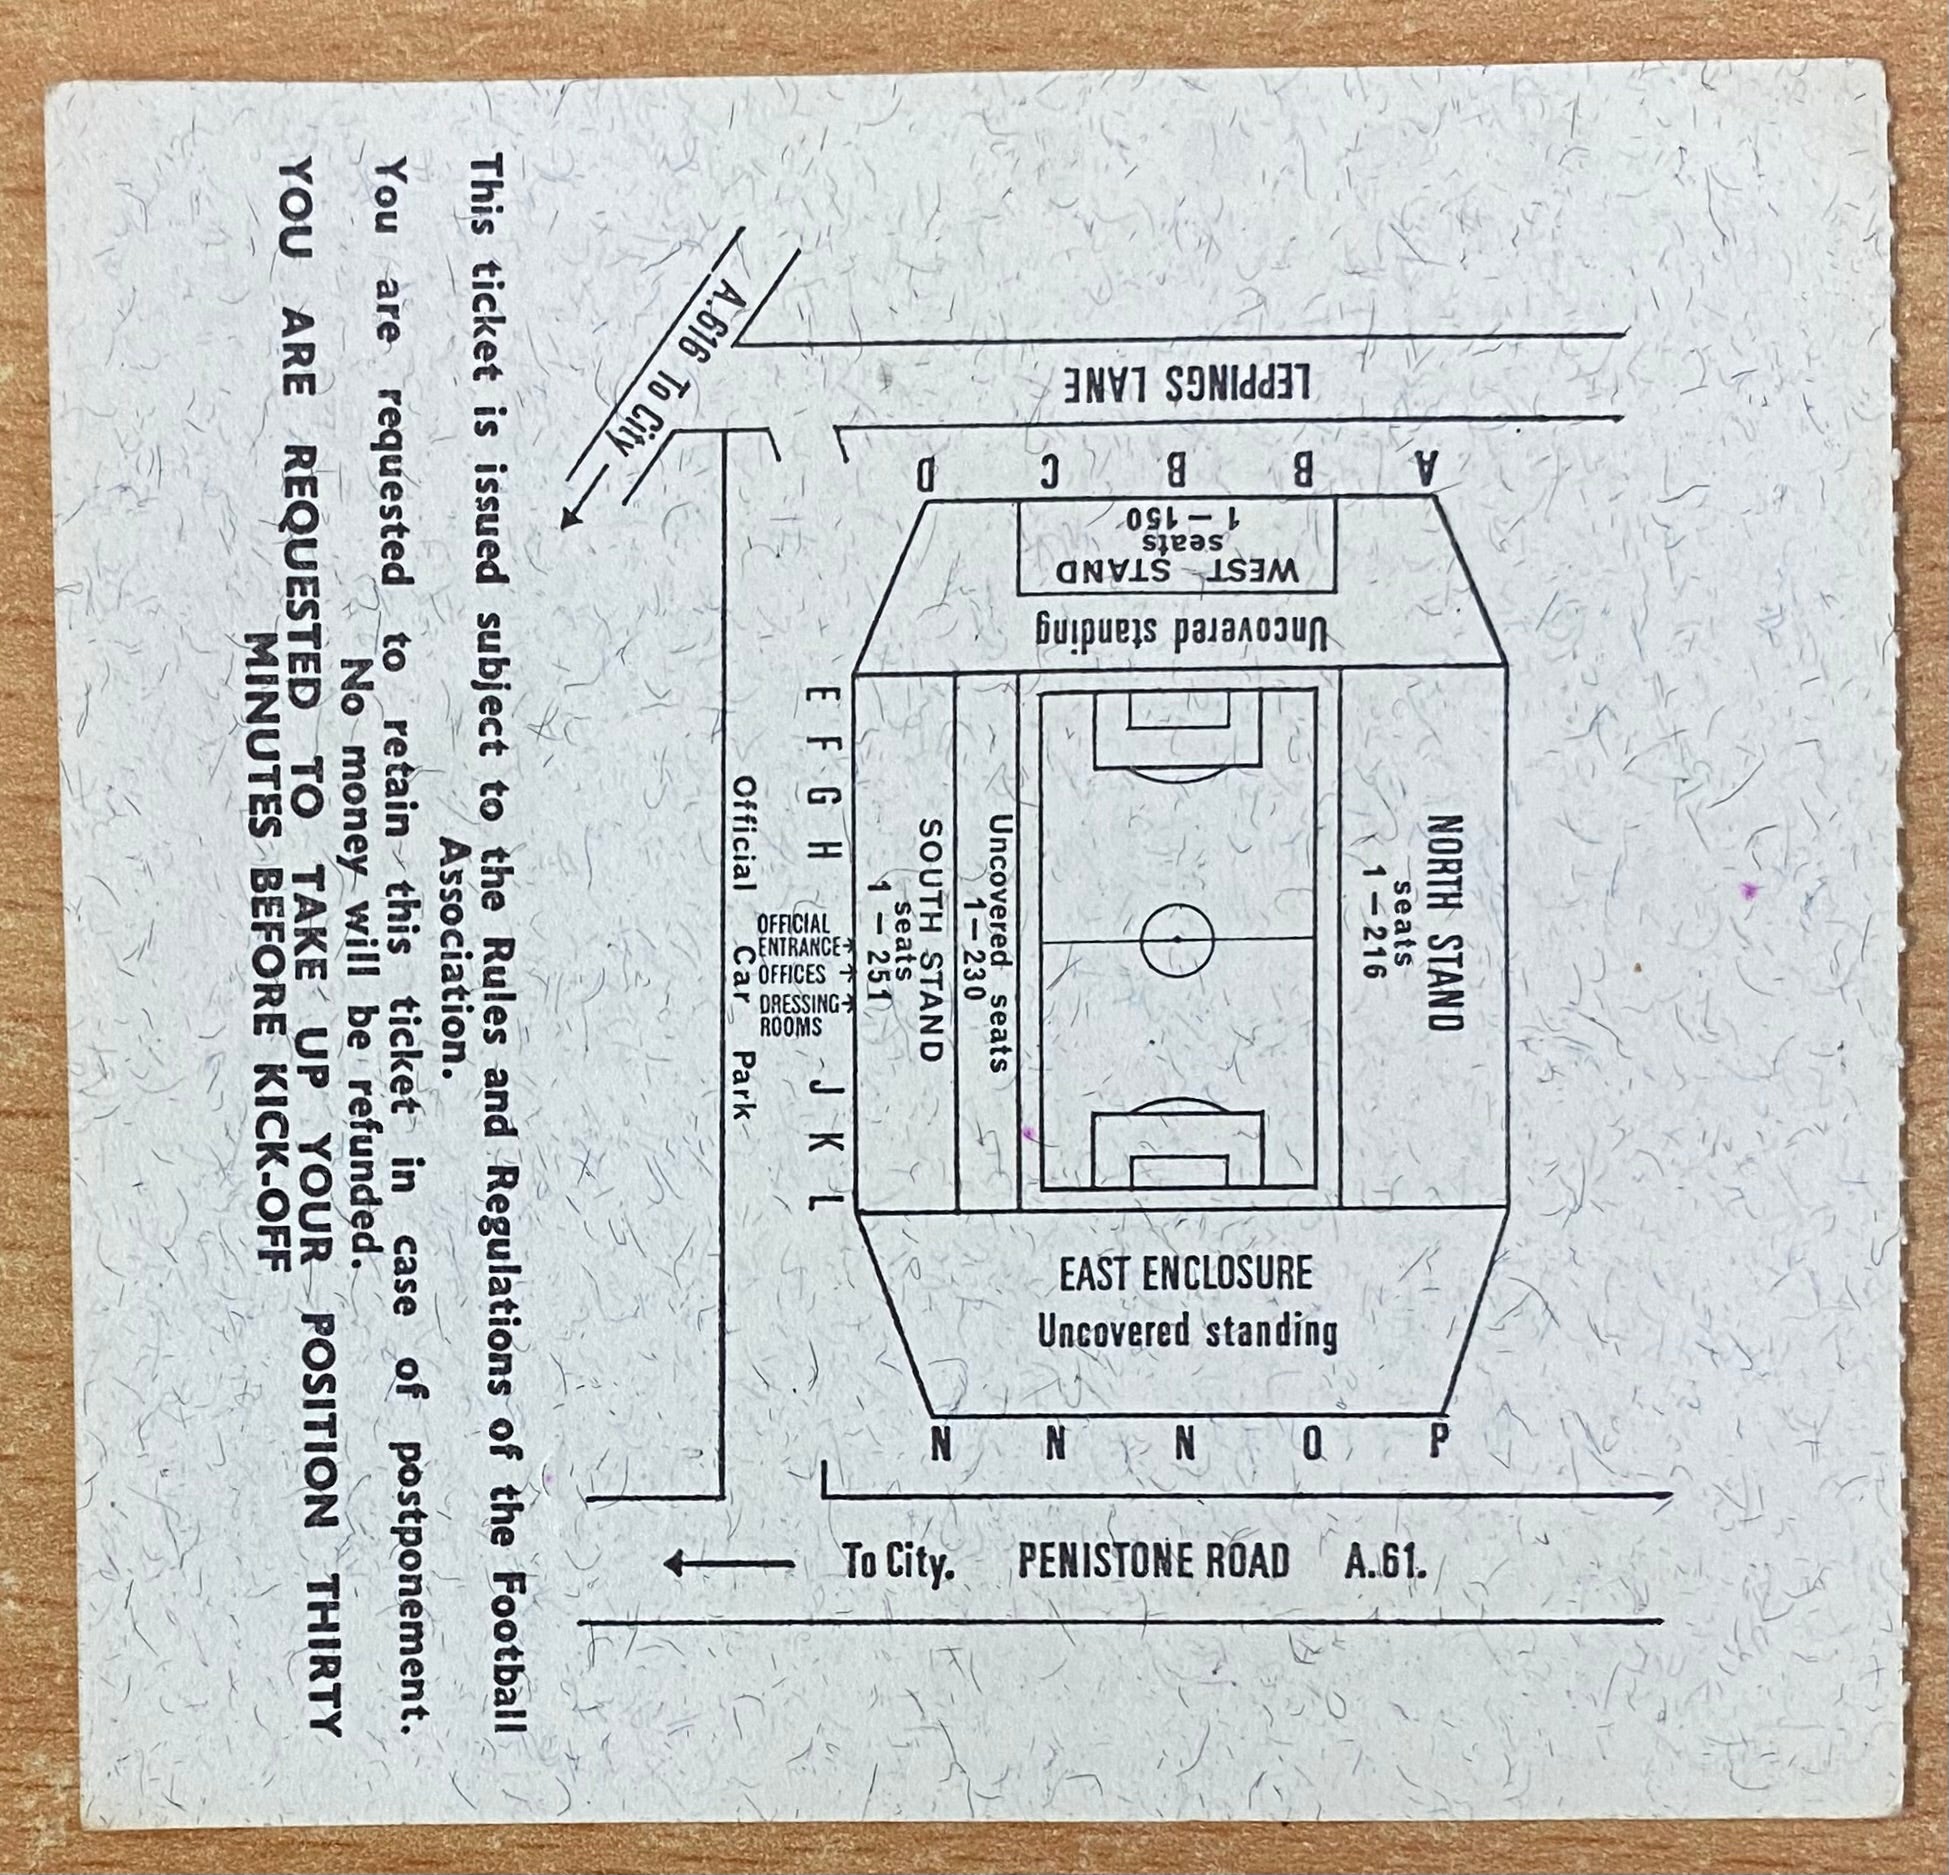 A.616 To City
LEPPINGS LANE
A B B C D
WEST STAND
seats
1 — 150
Uncovered standing
NORTH STAND
seats
1 — 216
Uncovered seats
1 — 230
SOUTH STAND
seats
1 — 251
E F G H J K L
OFFICIAL
ENTRANCE
OFFICES
DRESSING
ROOMS
Official Car Park
EAST ENCLOSURE
Uncovered standing
N N N O P
To City. PENISTONE ROAD A.61.
This ticket is issued subject to the Rules and Regulations of the Football
Association.
You are requested to retain this ticket in case of postponement.
No money will be refunded.
YOU ARE REQUESTED TO TAKE UP YOUR POSITION THIRTY
MINUTES BEFORE KICK-OFF